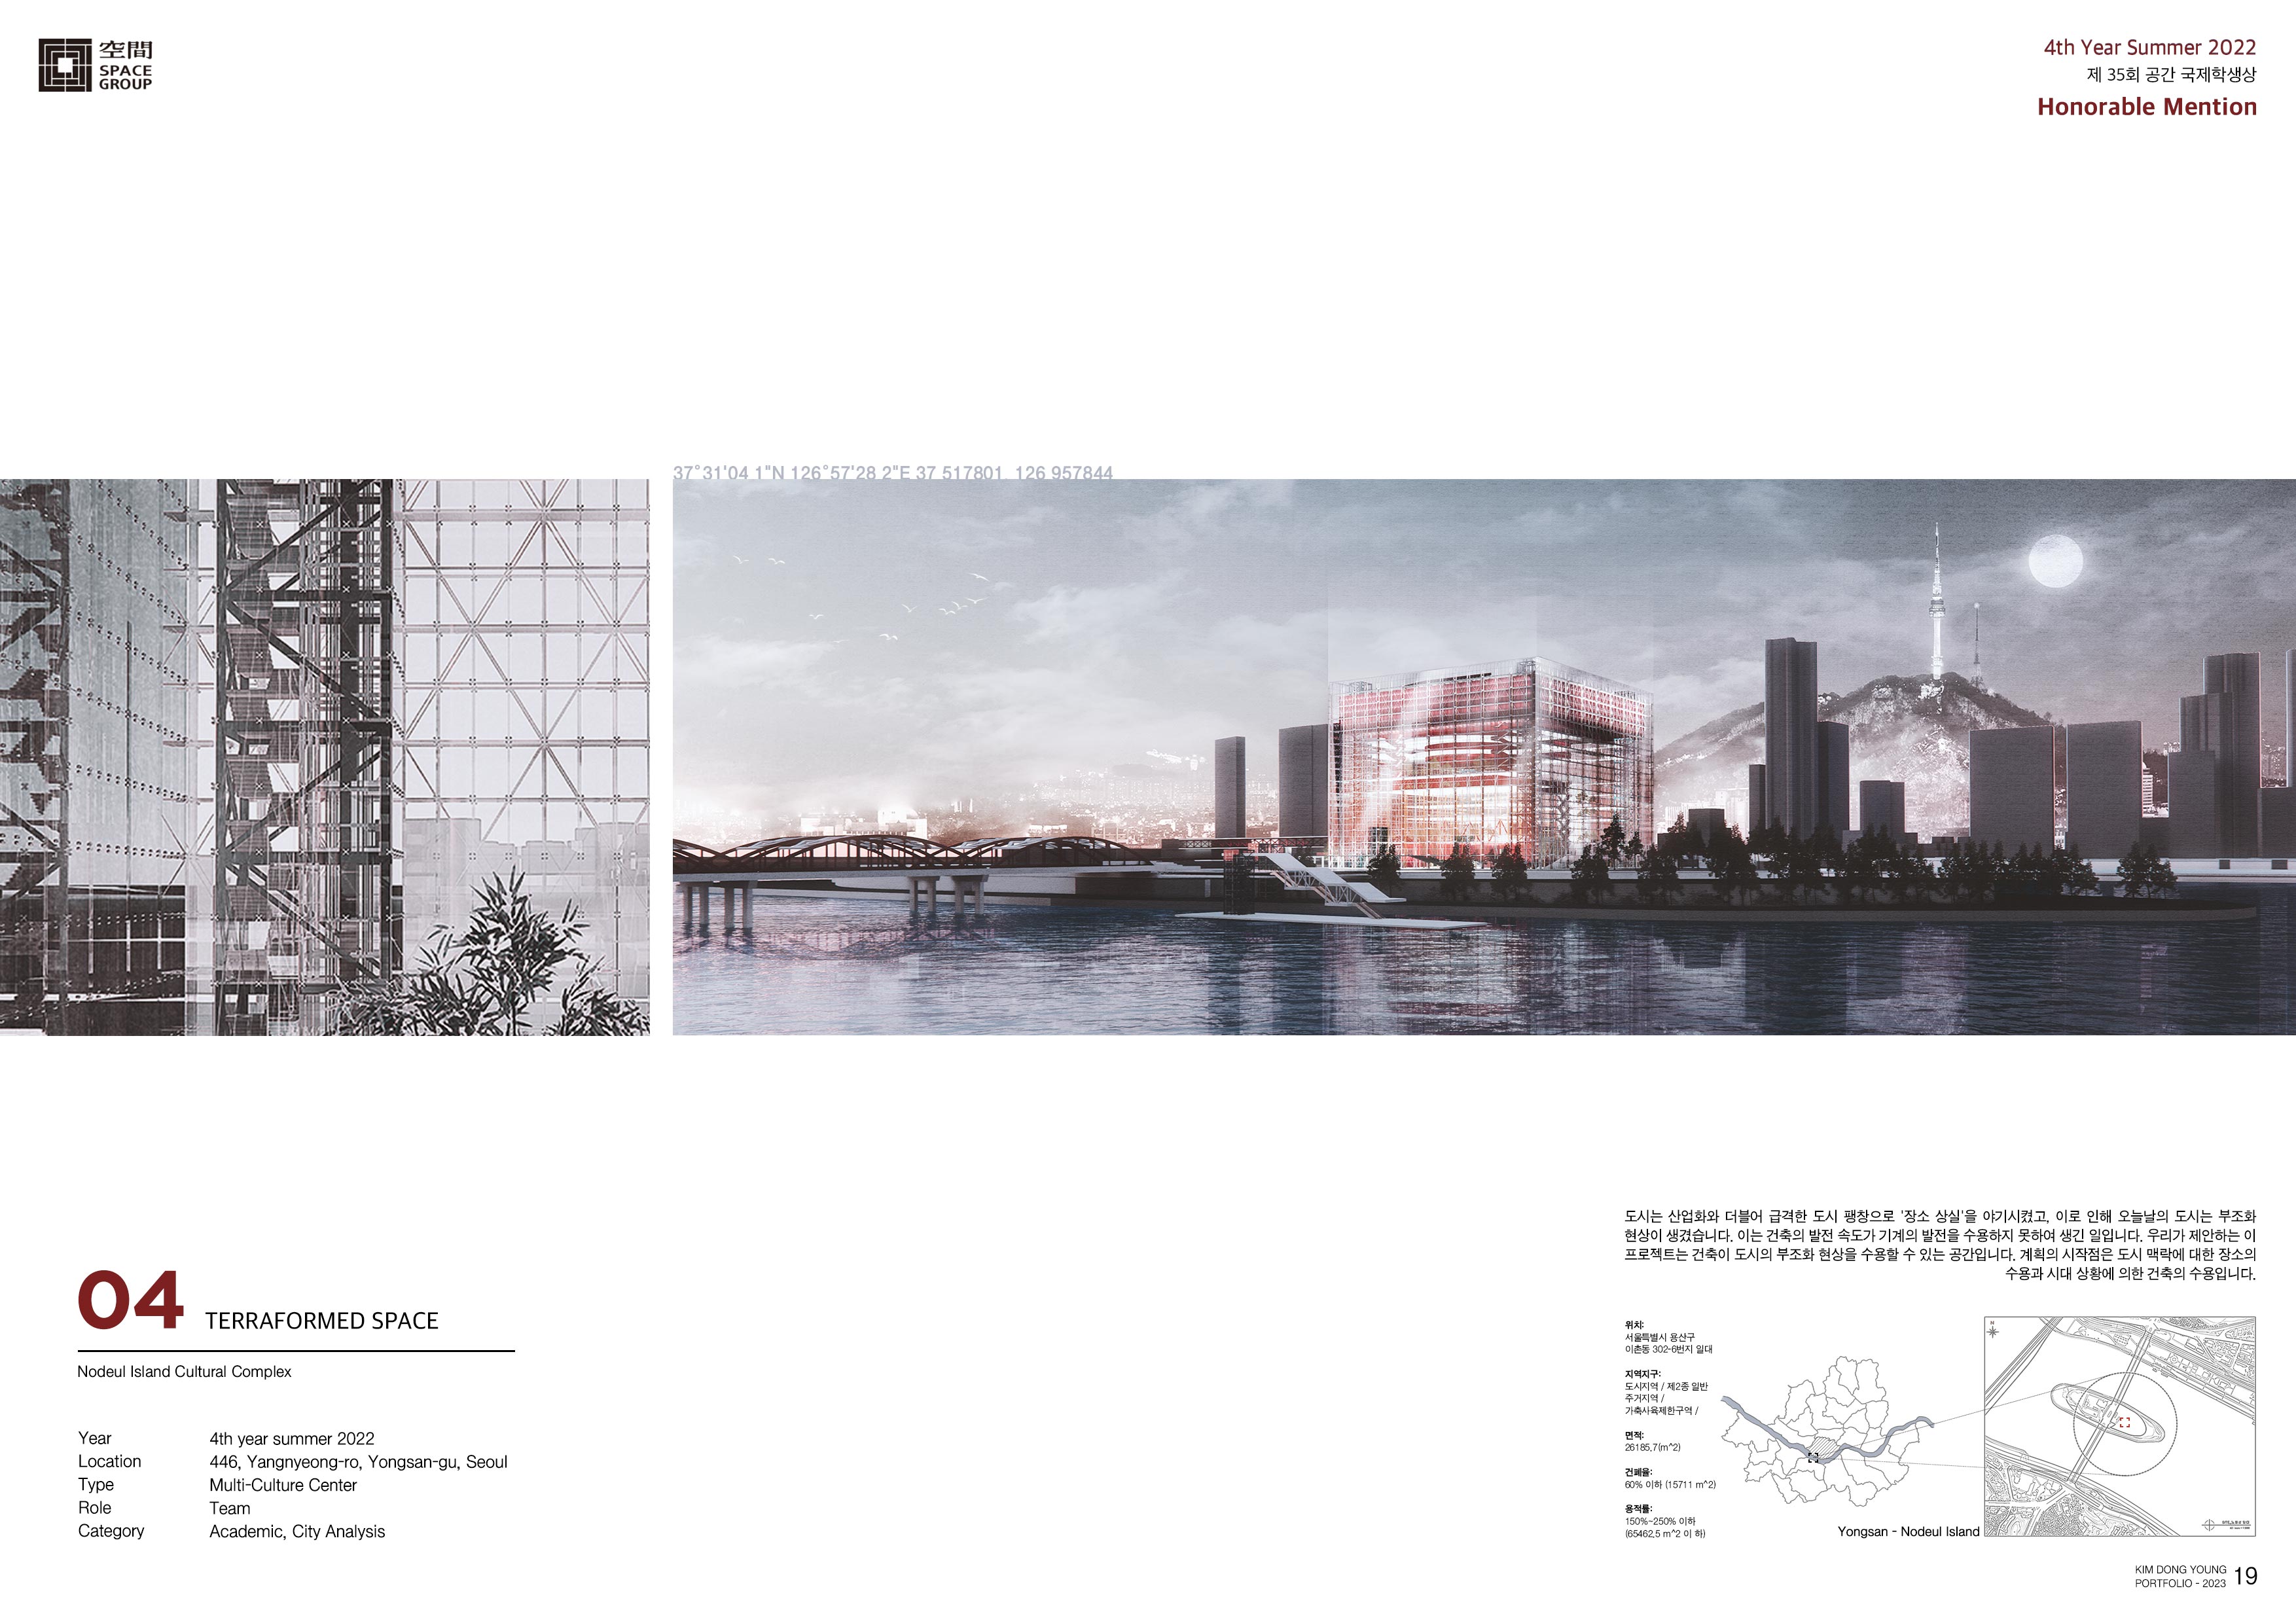 空間
SPACE
GROUP
4th Year Summer 2022
제 35회 공간 국제학생상
Honorable Mention
37°31'04 1"N 126°57'28 2"E 37 517801, 126 957844
도시는 산업화와 더불어 급격한 도시 팽창으로 '장소 상실'을 야기시켰고, 이로 인해 오늘날의 도시는 부조화
현상이 생겼습니다. 이는 건축의 발전 속도가 기계의 발전을 수용하지 못하여 생긴 일입니다. 우리가 제안하는 이
프로젝트는 건축이 도시의 부조화 현상을 수용할 수 있는 공간입니다. 계획의 시작점은 도시 맥락에 대한 장소의
수용과 시대 상황에 의한 건축의 수용입니다.
04 TERRAFORMED SPACE
Nodeul Island Cultural Complex
Year 4th year summer 2022
Location 446, Yangnyeong-ro, Yongsan-gu, Seoul
Type Multi-Culture Center
Role Team
Category Academic, City Analysis
위치:
서울특별시 용산구
이촌동 302-6번지 일대
지역지구:
도시지역 / 제2종 일반
주거지역 /
가축사육제한구역 /
면적:
26185,7(m^2)
건폐율:
60% 이하 (15711 m^2)
용적률:
150%~250% 이하
(65462,5 m^2 이 하)
Yongsan - Nodeul Island
N
KIM DONG YOUNG
PORTFOLIO - 2023
19